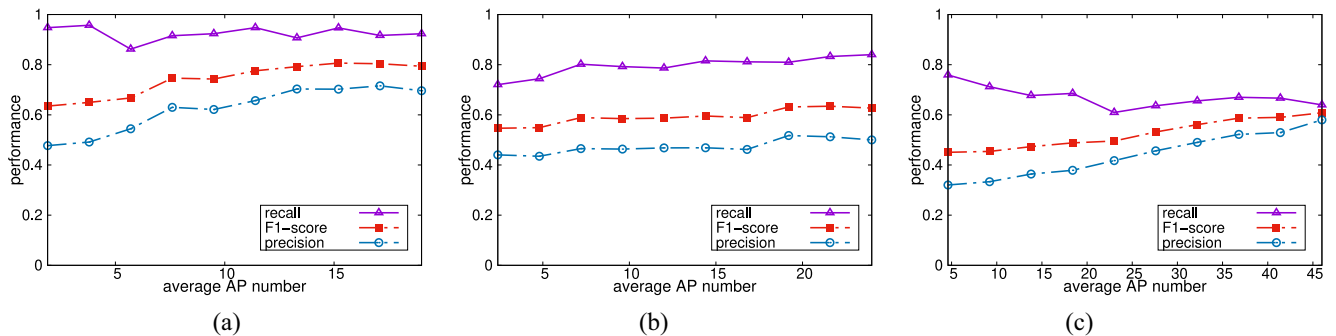 1
0.8
0.6
0.4
0.2
0
performance
recall
F1-score
precision
5 10 15
average AP number
(a)
1
0.8
0.6
0.4
0.2
0
performance
recall
F1-score
precision
5 10 15 20
average AP number
(b)
1
0.8
0.6
0.4
0.2
0
performance
recall
F1-score
precision
5 10 15 20 25 30 35 40 45
average AP number
(c)